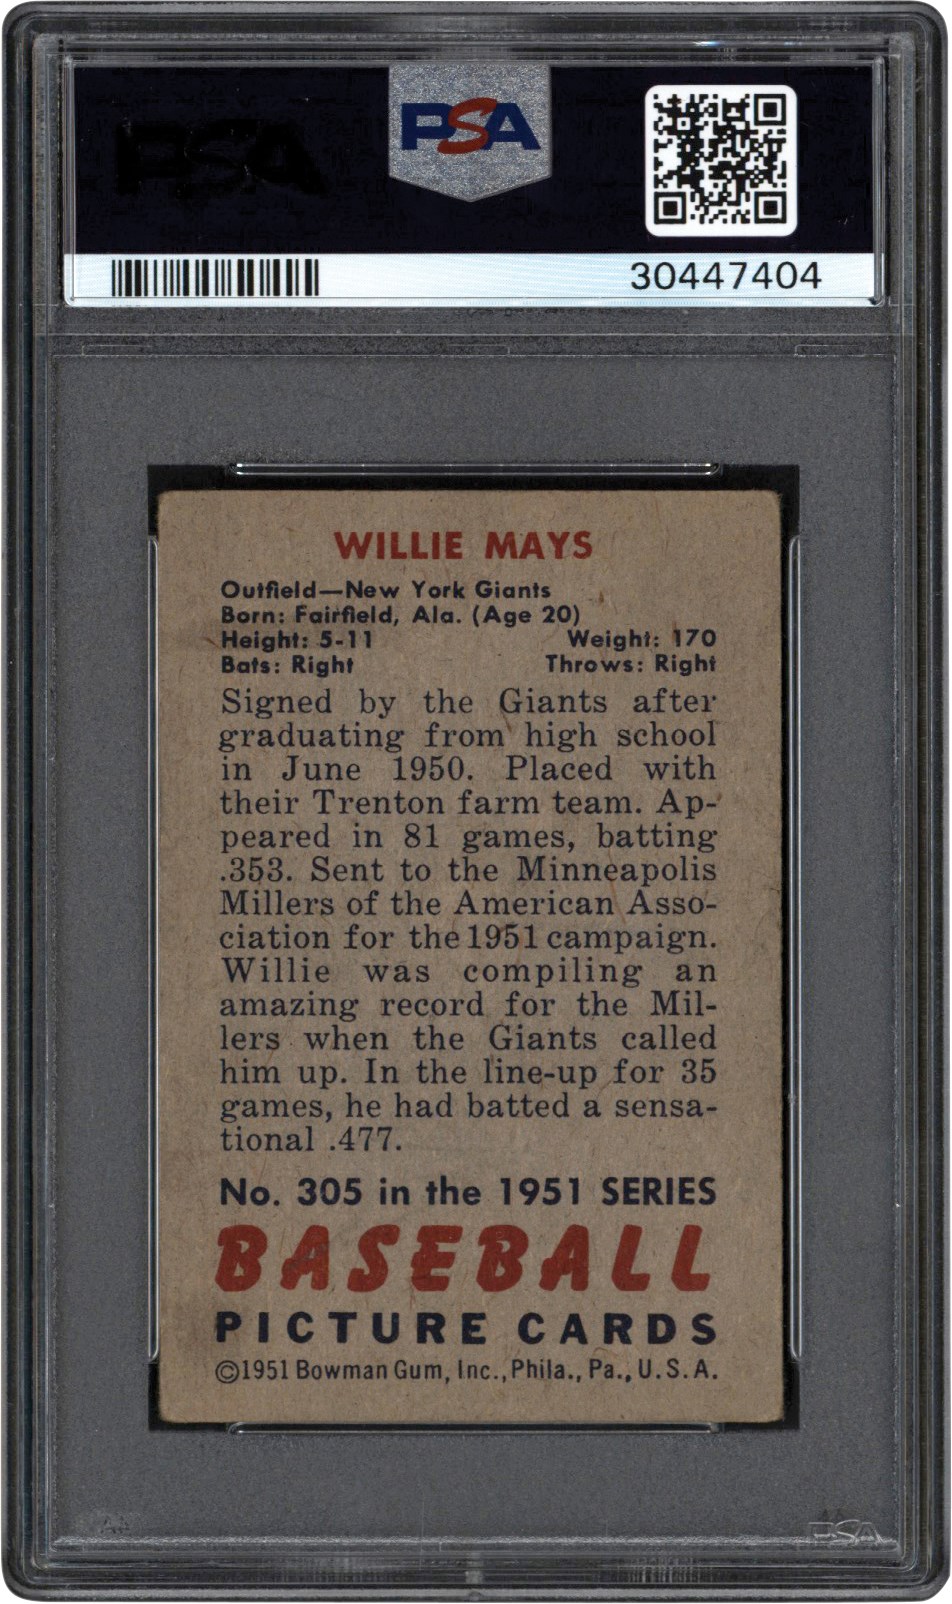 PSA
PSA
30447404
WILLIE MAYS
Outfield—New York Giants
Born: Fairfield, Ala. (Age 20)
Height: 5-11 Weight: 170
Bats: Right Throws: Right
Signed by the Giants after
graduating from high school
in June 1950. Placed with
their Trenton farm team. Ap-
peared in 81 games, batting
.353. Sent to the Minneapolis
Millers of the American Asso-
ciation for the 1951 campaign.
Willie was compiling an
amazing record for the Mil-
lers when the Giants called
him up. In the line-up for 35
games, he had batted a sensa-
tional .477.
No. 305 in the 1951 SERIES
BASEBALL
PICTURE CARDS
©1951 Bowman Gum, Inc., Phila., Pa., U.S.A.
PSA